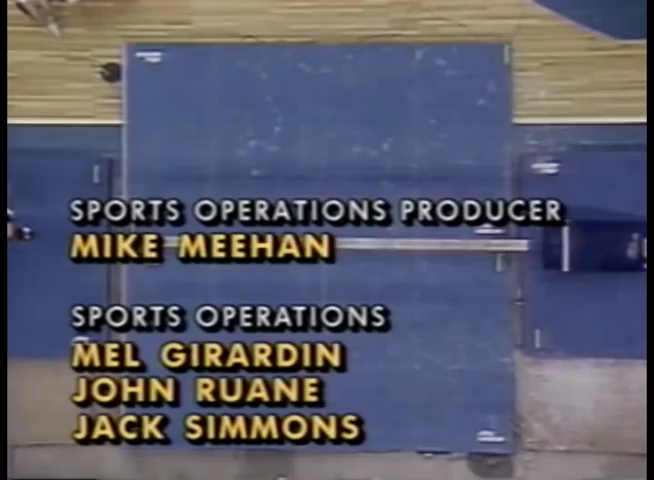 SPORTS OPERATIONS PRODUCER
MIKE MEEHAN
SPORTS OPERATIONS
MEL GIRARDIN
JOHN RUANE
JACK SIMMONS